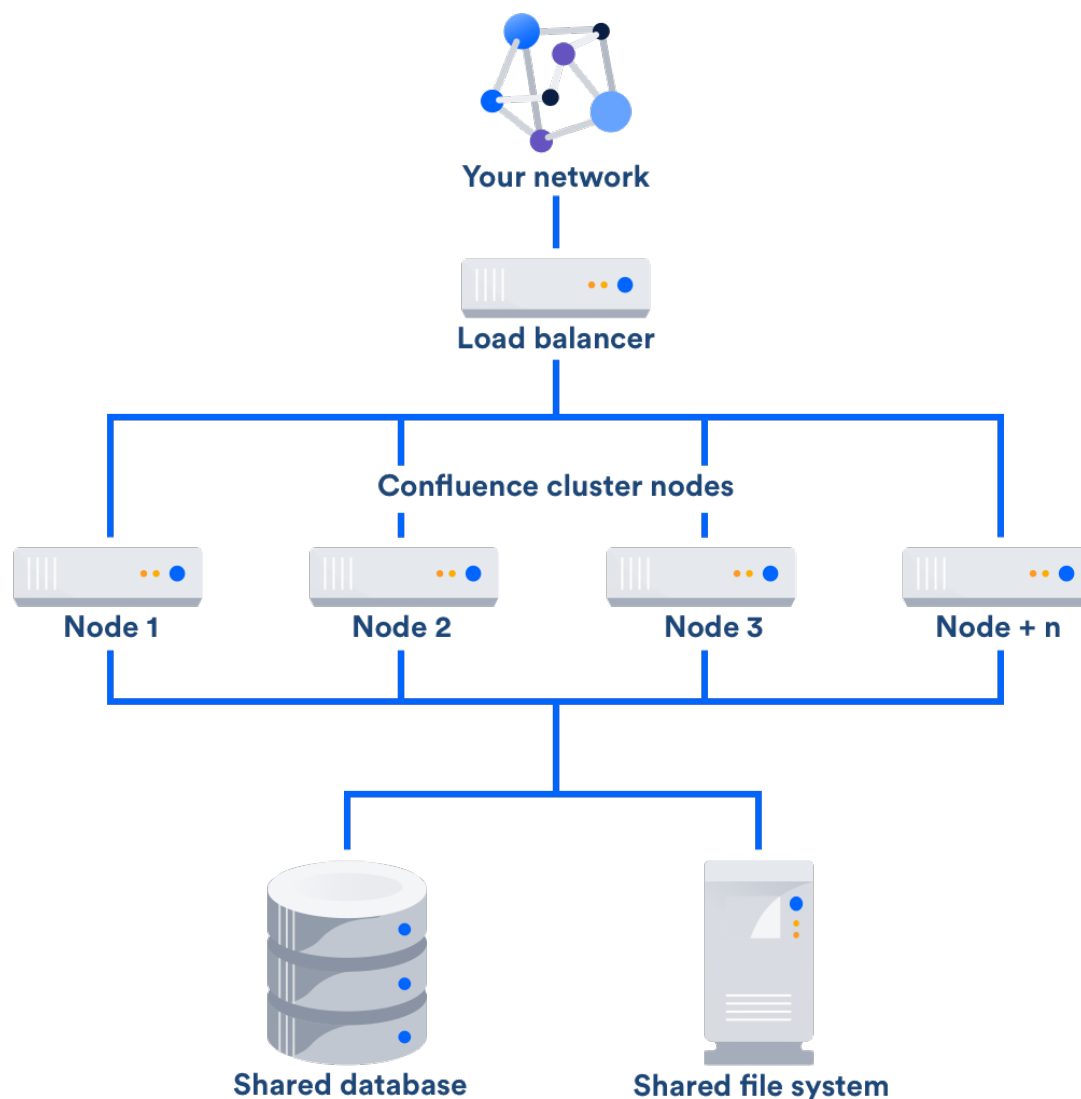 Your network
Load balancer
Confluence cluster nodes
Node 1
Node 2
Node 3
Node + n
Shared database
Shared file system